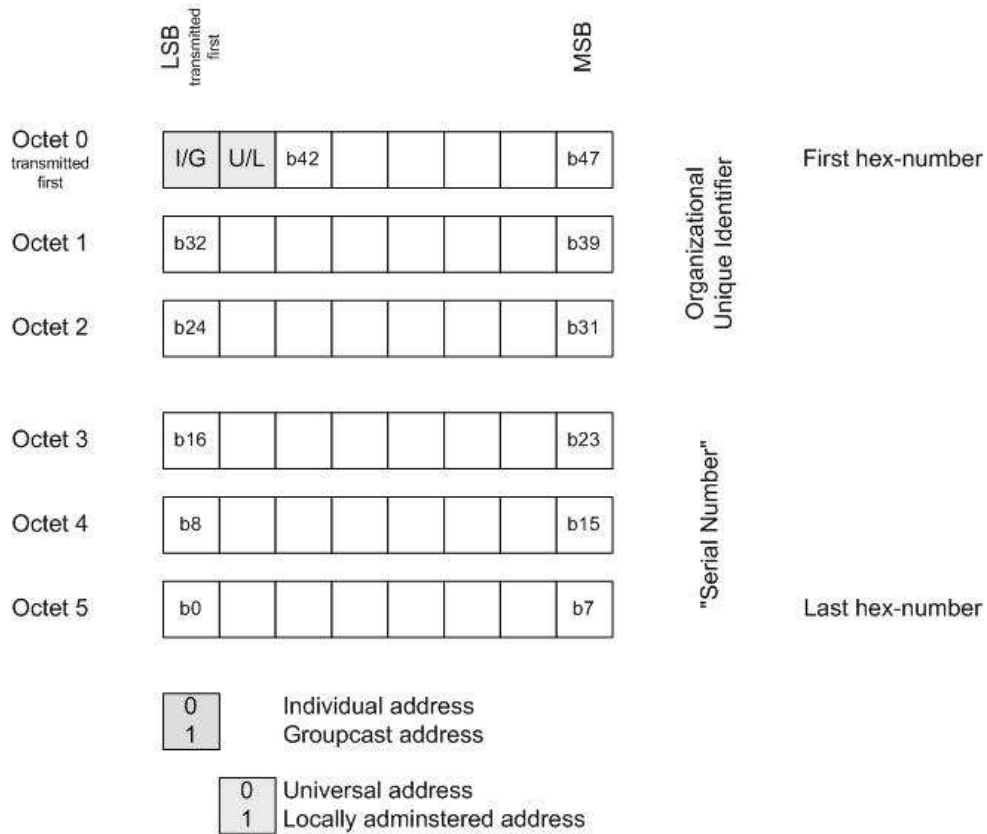 LSB
transmitted
first
MSB
Octet 0
transmitted
first
I/G U/L b42 b47
First hex-number
Octet 1
b32 b39
Octet 2
b24 b31
Organizational
Unique Identifier
Octet 3
b16 b23
Octet 4
b8 b15
Octet 5
b0 b7
"Serial Number"
Last hex-number
0 Individual address
1 Groupcast address
0 Universal address
1 Locally adminstered address